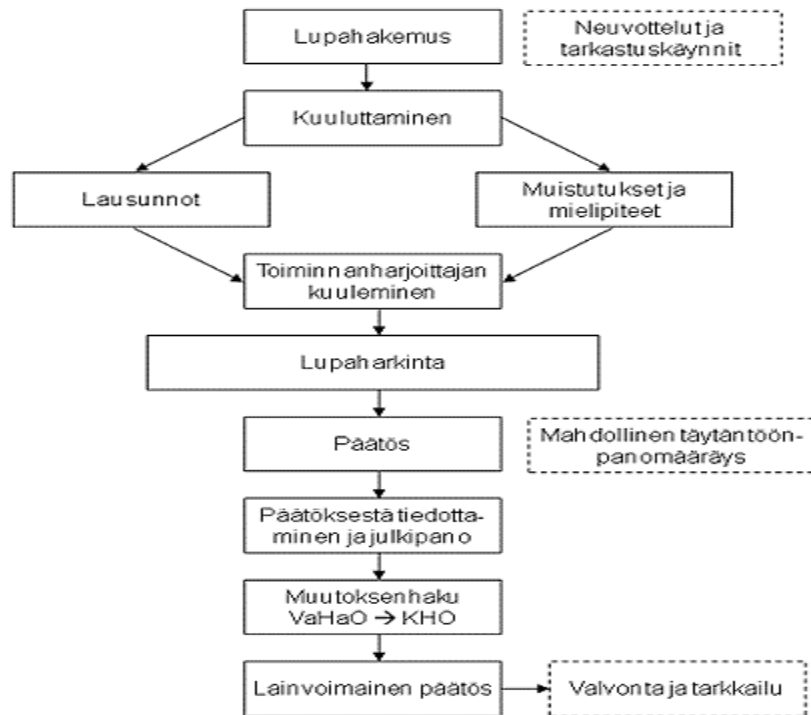 Lupahakemus
Neuvottelut ja
tarkastuskäynnit
Kuuluttaminen
Lausunnot
Muistutukset ja
mielipiteet
Toiminnanharjoittajan
kuuleminen
Lupaharkinta
Päätös
Mahdollinen täytäntöön-
panomääräys
Päätöksestä tiedotta-
minen ja julkipano
Muutoksenhaku
VaHaO → KHO
Lainvoimainen päätös
Valvonta ja tarkkailu